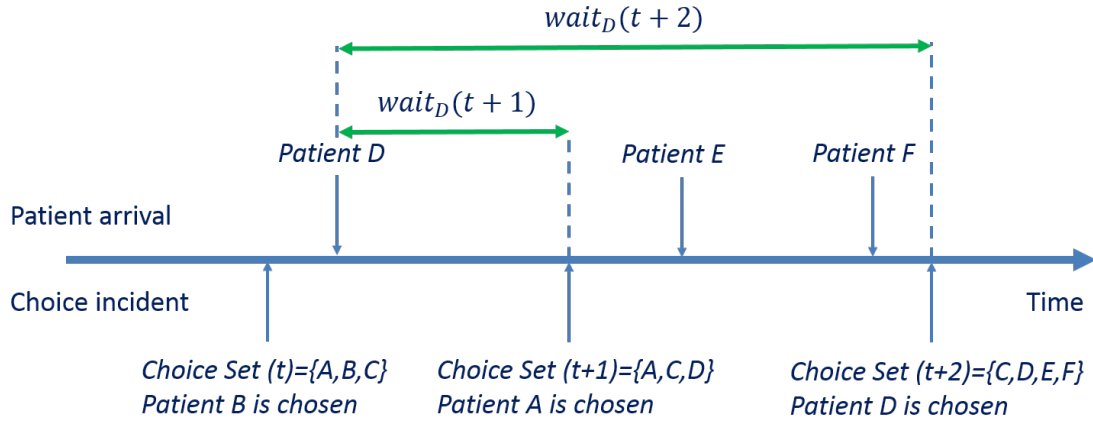 wait_D(t + 2)
wait_D(t + 1)
Patient D
Patient E
Patient F
Patient arrival
Choice incident
Time
Choice Set (t)={A,B,C}
Patient B is chosen
Choice Set (t+1)={A,C,D}
Patient A is chosen
Choice Set (t+2)={C,D,E,F}
Patient D is chosen